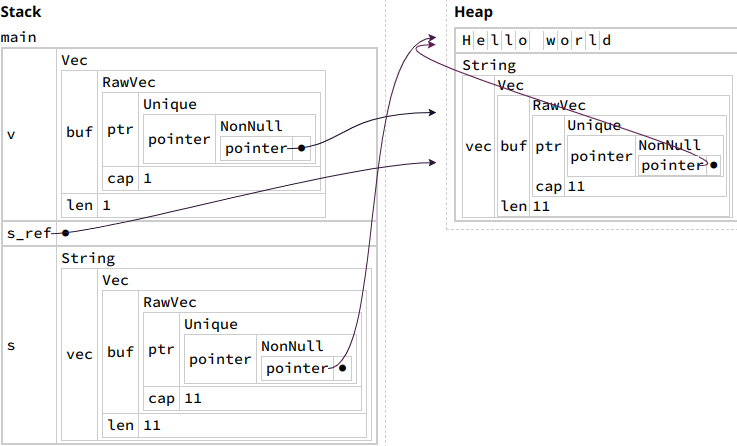 Stack
main
v
Vec
buf
RawVec
ptr
Unique
pointer
NonNull
pointer
cap 1
len 1
s_ref
s
String
vec
Vec
buf
RawVec
ptr
Unique
pointer
NonNull
pointer
cap 11
len 11
Heap
Hello world
String
vec
Vec
buf
RawVec
ptr
Unique
pointer
NonNull
pointer
cap 11
len 11